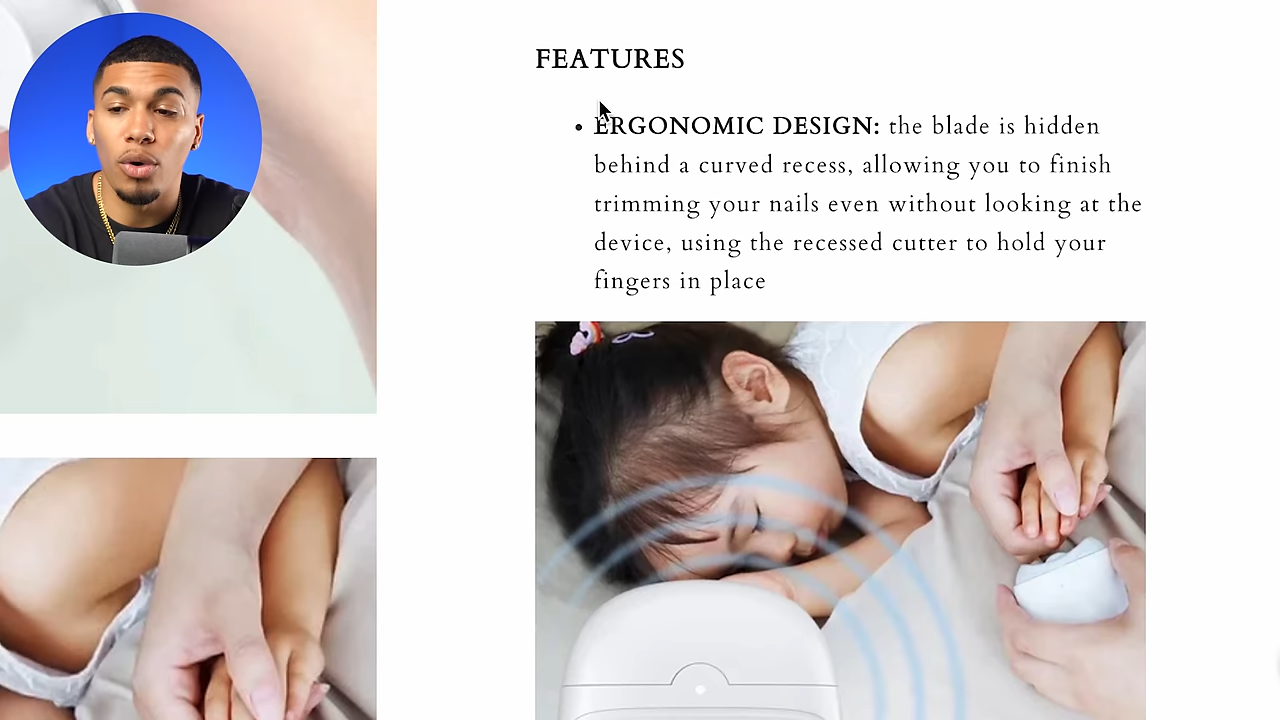 FEATURES
• ERGONOMIC DESIGN: the blade is hidden
behind a curved recess, allowing you to finish
trimming your nails even without looking at the
device, using the recessed cutter to hold your
fingers in place